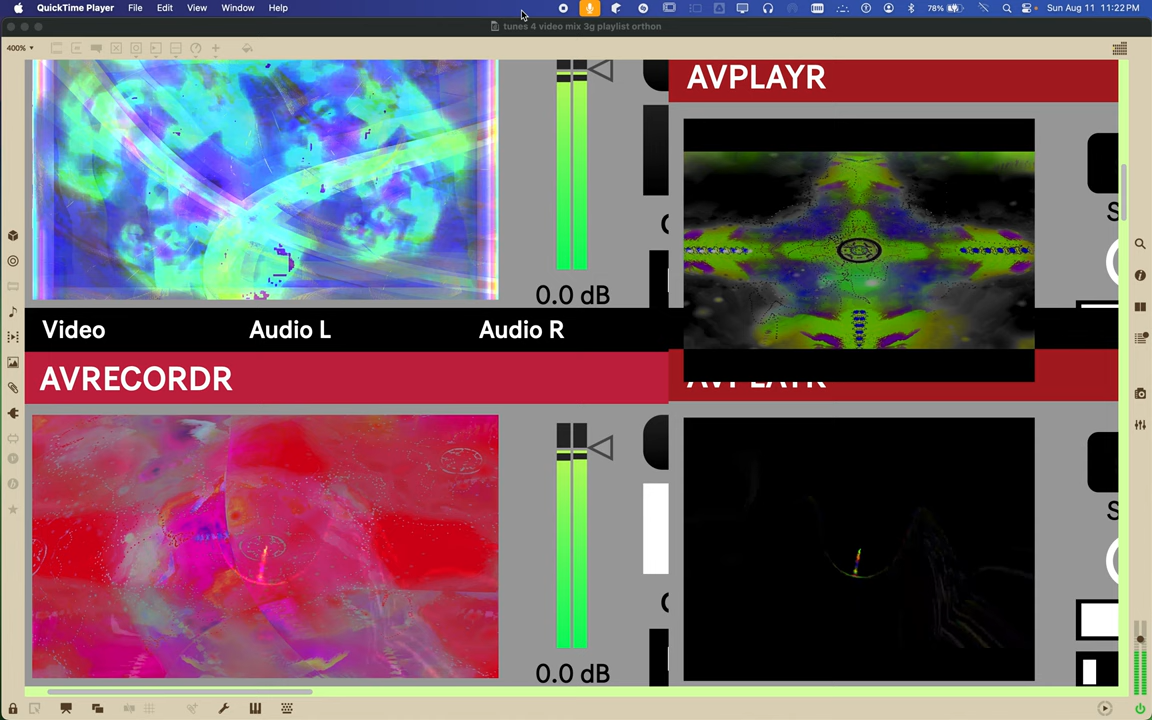 QuickTime Player File Edit View Window Help 78% Sun Aug 11 11:22 PM
tunes 4 video mix 3g playlist orthon
400%
AVPLAYR
S
0.0 dB
Video Audio L Audio R
AVRECORDR
AVPLAYR
S
0.0 dB